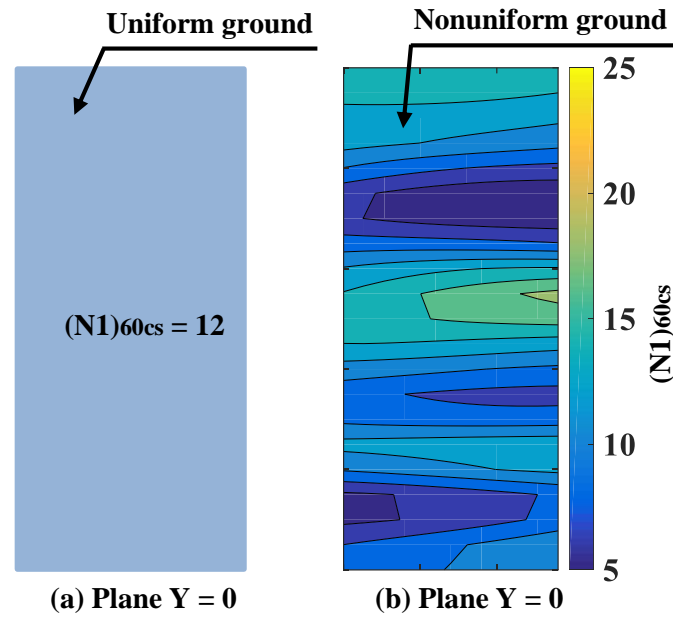 Uniform ground
Nonuniform ground
(N1)60cs = 12
25
20
15
10
5
(N1)60cs
(a) Plane Y = 0
(b) Plane Y = 0